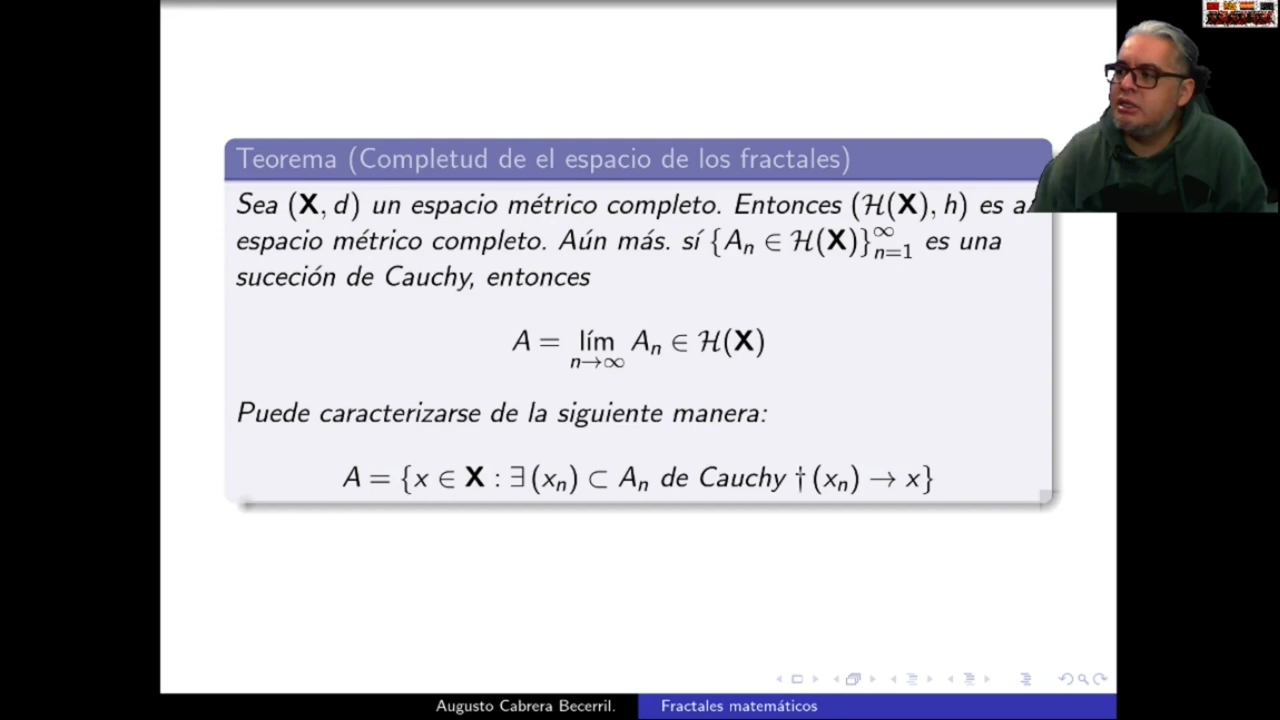 Teorema (Completud de el espacio de los fractales)
Sea (X, d) un espacio métrico completo. Entonces (ℋ(X), h) es
espacio métrico completo. Aún más. sí {Aₙ ∈ ℋ(X)}∞ₙ₌₁ es una
suceción de Cauchy, entonces
A = lím n→∞ Aₙ ∈ ℋ(X)
Puede caracterizarse de la siguiente manera:
A = {x ∈ X : ∃ (xₙ) ⊂ Aₙ de Cauchy † (xₙ) → x}
Augusto Cabrera Becerril. Fractales matemáticos